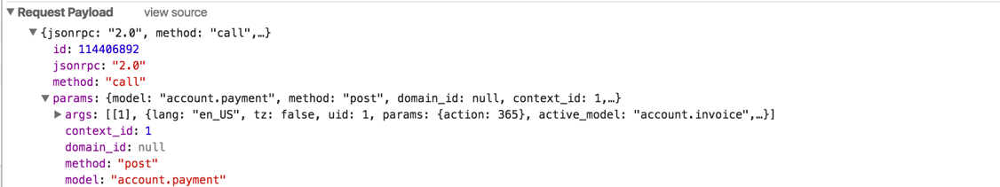 ▼ Request Payload view source
▼ {jsonrpc: "2.0", method: "call",…}
id: 114406892
jsonrpc: "2.0"
method: "call"
▼ params: {model: "account.payment", method: "post", domain_id: null, context_id: 1,…}
▶ args: [[1], {lang: "en_US", tz: false, uid: 1, params: {action: 365}, active_model: "account.invoice",…}]
context_id: 1
domain_id: null
method: "post"
model: "account.payment"